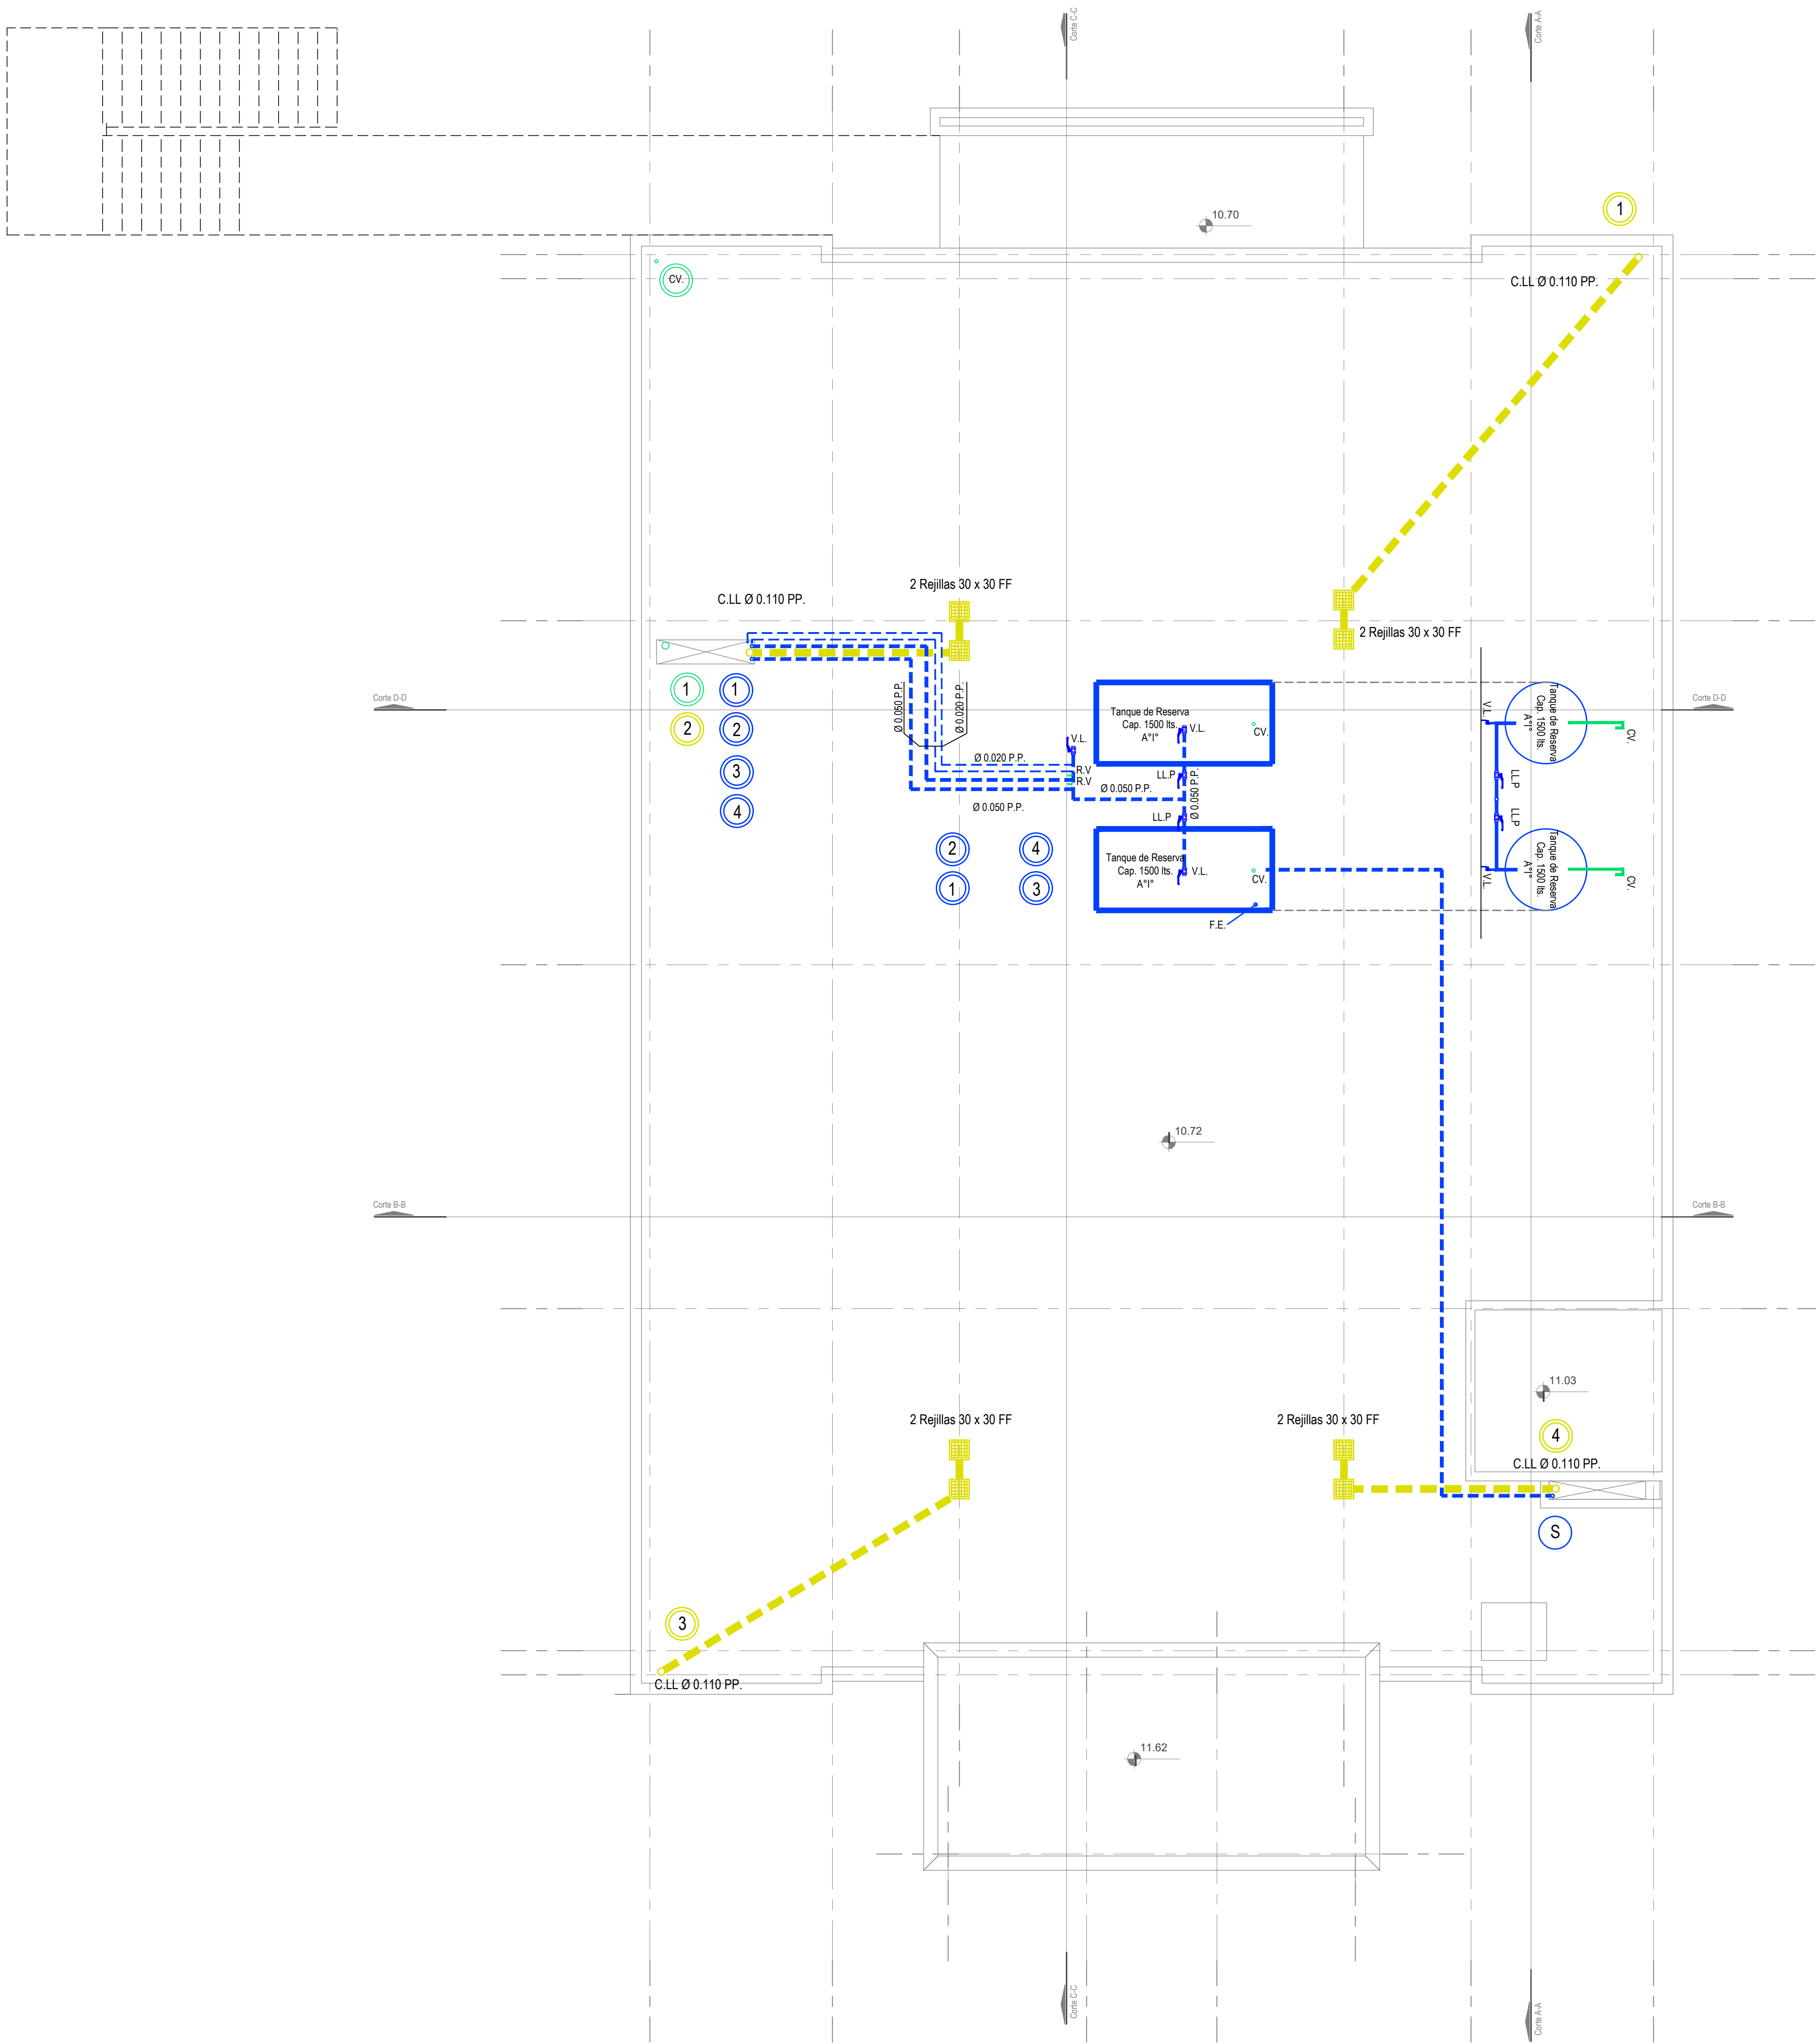 Corte C-C
Corte A-A
10.70
1
CV.
C.LL Ø 0.110 PP.
2 Rejillas 30 x 30 FF
C.LL Ø 0.110 PP.
2 Rejillas 30 x 30 FF
Corte D-D
Corte D-D
1
1
2
2
3
4
Ø 0.050 P.P.
Ø 0.020 P.P.
Ø 0.020 P.P.
V.L.
R.V
R.V
Ø 0.050 P.P.
Ø 0.050 P.P.
Tanque de Reserva
Cap. 1500 lts.
A°I°
V.L.
CV.
LL.P
Ø 0.050 P.P.
LL.P
Tanque de Reserva
Cap. 1500 lts.
A°I°
V.L.
CV.
F.E.
2
4
1
3
V.L.
Tanque de Reserva
Cap. 1500 lts.
A°I°
CV.
LL.P
LL.P
V.L.
Tanque de Reserva
Cap. 1500 lts.
A°I°
CV.
10.72
Corte B-B
Corte B-B
11.03
2 Rejillas 30 x 30 FF
2 Rejillas 30 x 30 FF
4
C.LL Ø 0.110 PP.
S
3
C.LL Ø 0.110 PP.
11.62
Corte C-C
Corte A-A